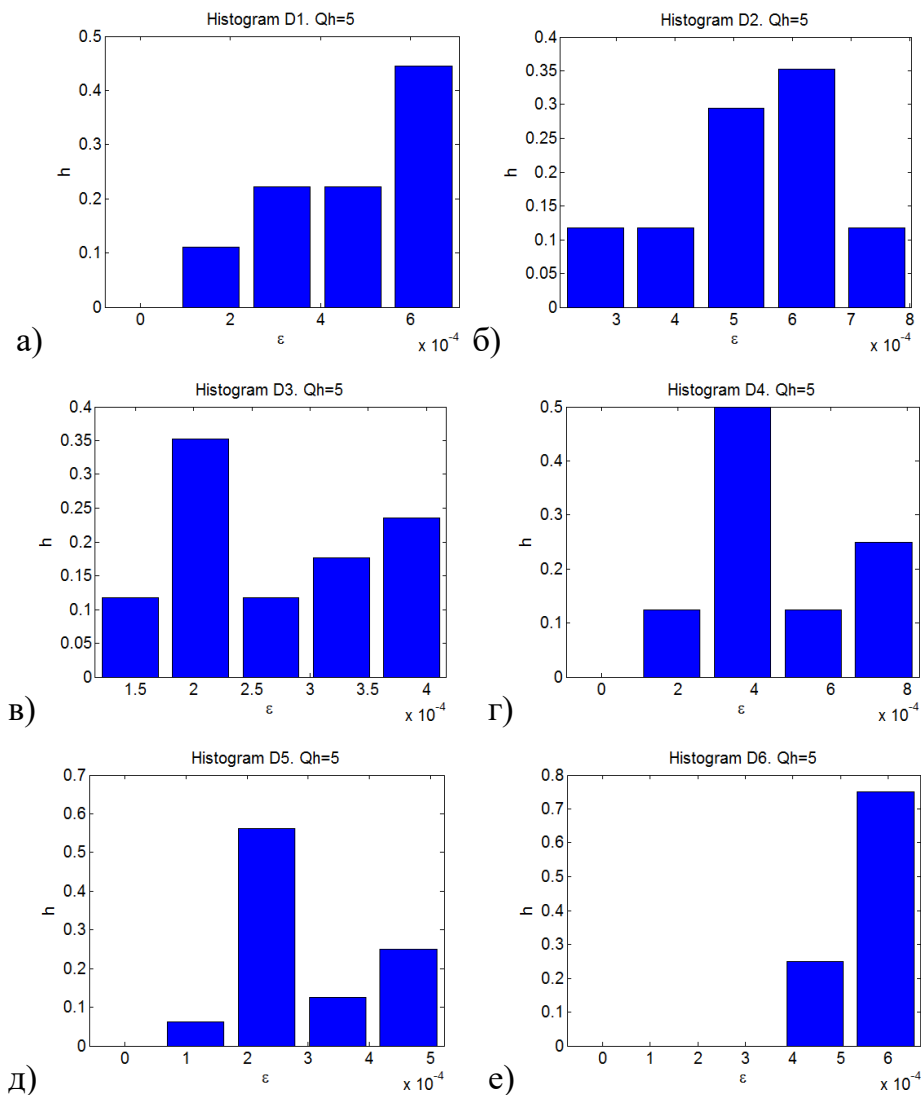 Histogram D1. Qh=5
0.5
0.4
0.3
0.2
0.1
0
h
0 2 4 6
ε
x 10⁻⁴
а)
Histogram D2. Qh=5
0.4
0.35
0.3
0.25
0.2
0.15
0.1
0.05
0
h
3 4 5 6 7 8
ε
x 10⁻⁴
б)
Histogram D3. Qh=5
0.4
0.35
0.3
0.25
0.2
0.15
0.1
0.05
0
h
1.5 2 2.5 3 3.5 4
ε
x 10⁻⁴
в)
Histogram D4. Qh=5
0.5
0.4
0.3
0.2
0.1
0
h
0 2 4 6 8
ε
x 10⁻⁴
г)
Histogram D5. Qh=5
0.7
0.6
0.5
0.4
0.3
0.2
0.1
0
h
0 1 2 3 4 5
ε
x 10⁻⁴
д)
Histogram D6. Qh=5
0.8
0.7
0.6
0.5
0.4
0.3
0.2
0.1
0
h
0 1 2 3 4 5 6
ε
x 10⁻⁴
е)